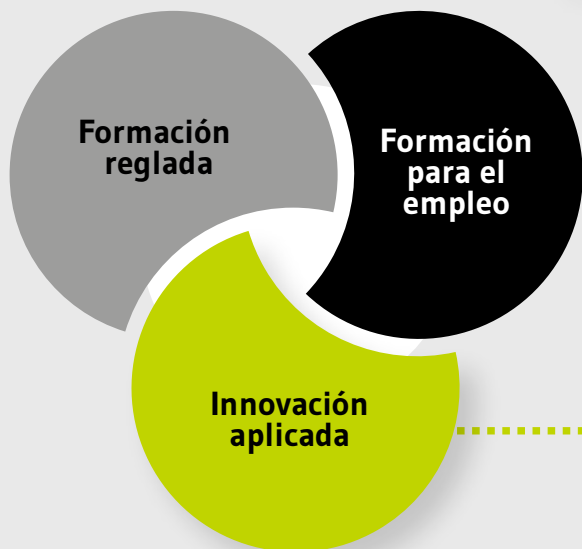 Formación
reglada
Formación
para el
empleo
Innovación
aplicada